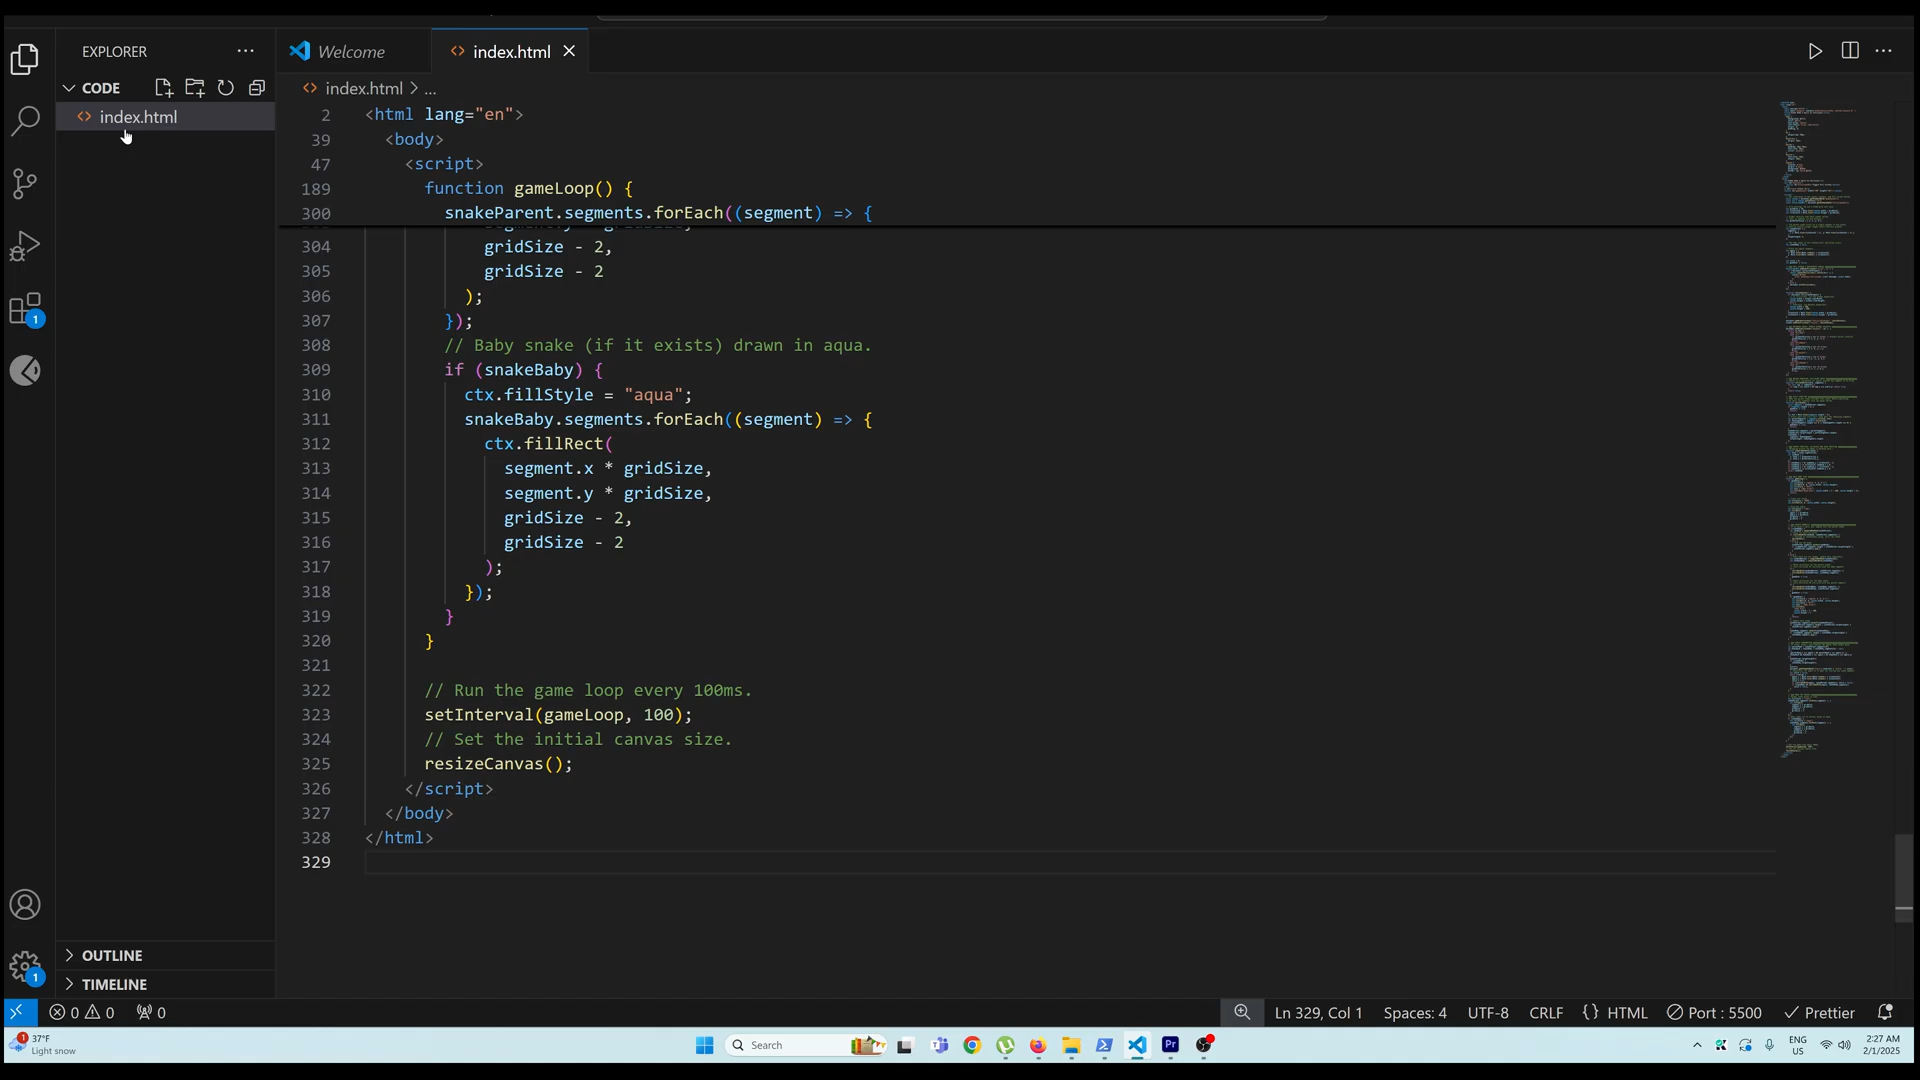 EXPLORER
Welcome
index.html
CODE
index.html > ...
index.html
2 <html lang="en">
39 <body>
47 <script>
189 function gameLoop() {
300 snakeParent.segments.forEach((segment) => {
304 gridSize - 2,
305 gridSize - 2
306 );
307 });
308 // Baby snake (if it exists) drawn in aqua.
309 if (snakeBaby) {
310 ctx.fillStyle = "aqua";
311 snakeBaby.segments.forEach((segment) => {
312 ctx.fillRect(
313 segment.x * gridSize,
314 segment.y * gridSize,
315 gridSize - 2,
316 gridSize - 2
317 );
318 });
319 }
320 }
321
322 // Run the game loop every 100ms.
323 setInterval(gameLoop, 100);
324 // Set the initial canvas size.
325 resizeCanvas();
326 </script>
327 </body>
328 </html>
329
1
1
OUTLINE
TIMELINE
0 0 0
Ln 329, Col 1 Spaces: 4 UTF-8 CRLF {} HTML Port : 5500 Prettier
1
37°F
Light snow
Search
Pr
ENG
US
2:27 AM
2/1/2025